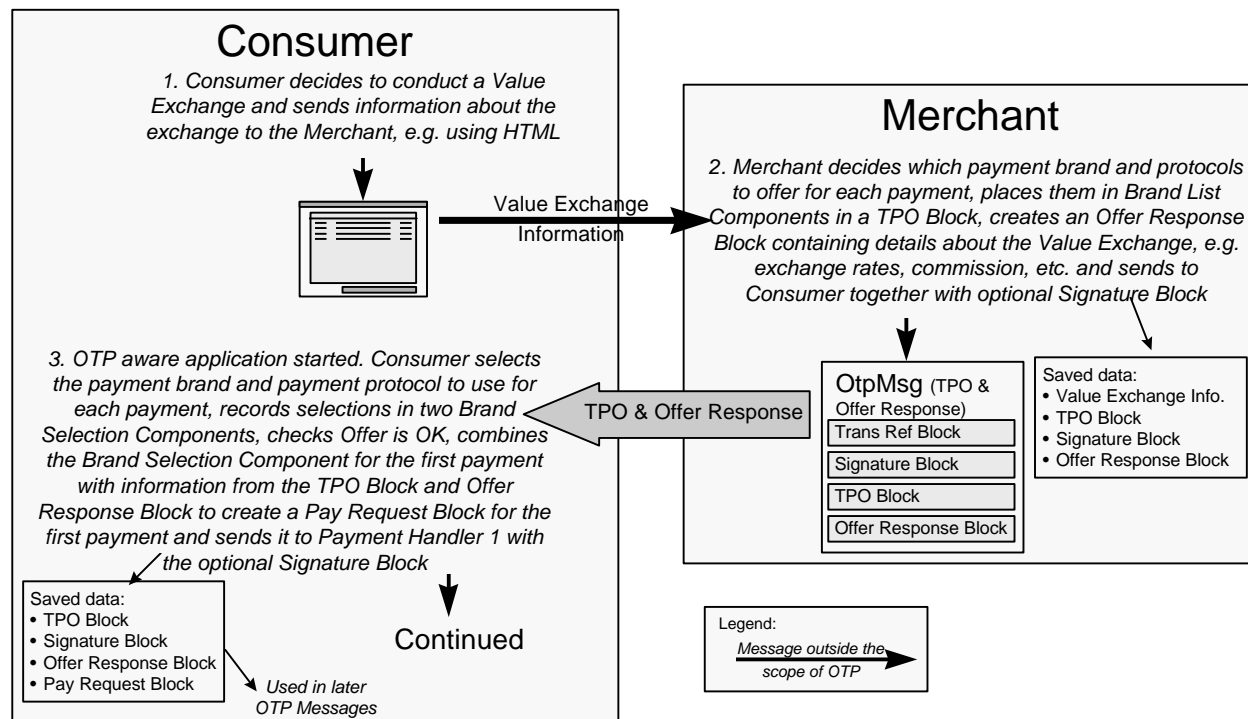 Consumer
1. Consumer decides to conduct a Value
Exchange and sends information about the
exchange to the Merchant, e.g. using HTML
Value Exchange
Information
Merchant
2. Merchant decides which payment brand and protocols
to offer for each payment, places them in Brand List
Components in a TPO Block, creates an Offer Response
Block containing details about the Value Exchange, e.g.
exchange rates, commission, etc. and sends to
Consumer together with optional Signature Block
OtpMsg (TPO &
Offer Response)
Trans Ref Block
Signature Block
TPO Block
Offer Response Block
Saved data:
• Value Exchange Info.
• TPO Block
• Signature Block
• Offer Response Block
TPO & Offer Response
3. OTP aware application started. Consumer selects
the payment brand and payment protocol to use for
each payment, records selections in two Brand
Selection Components, checks Offer is OK, combines
the Brand Selection Component for the first payment
with information from the TPO Block and Offer
Response Block to create a Pay Request Block for the
first payment and sends it to Payment Handler 1 with
the optional Signature Block
Saved data:
• TPO Block
• Signature Block
• Offer Response Block
• Pay Request Block
Continued
Used in later
OTP Messages
Legend:
Message outside the
scope of OTP